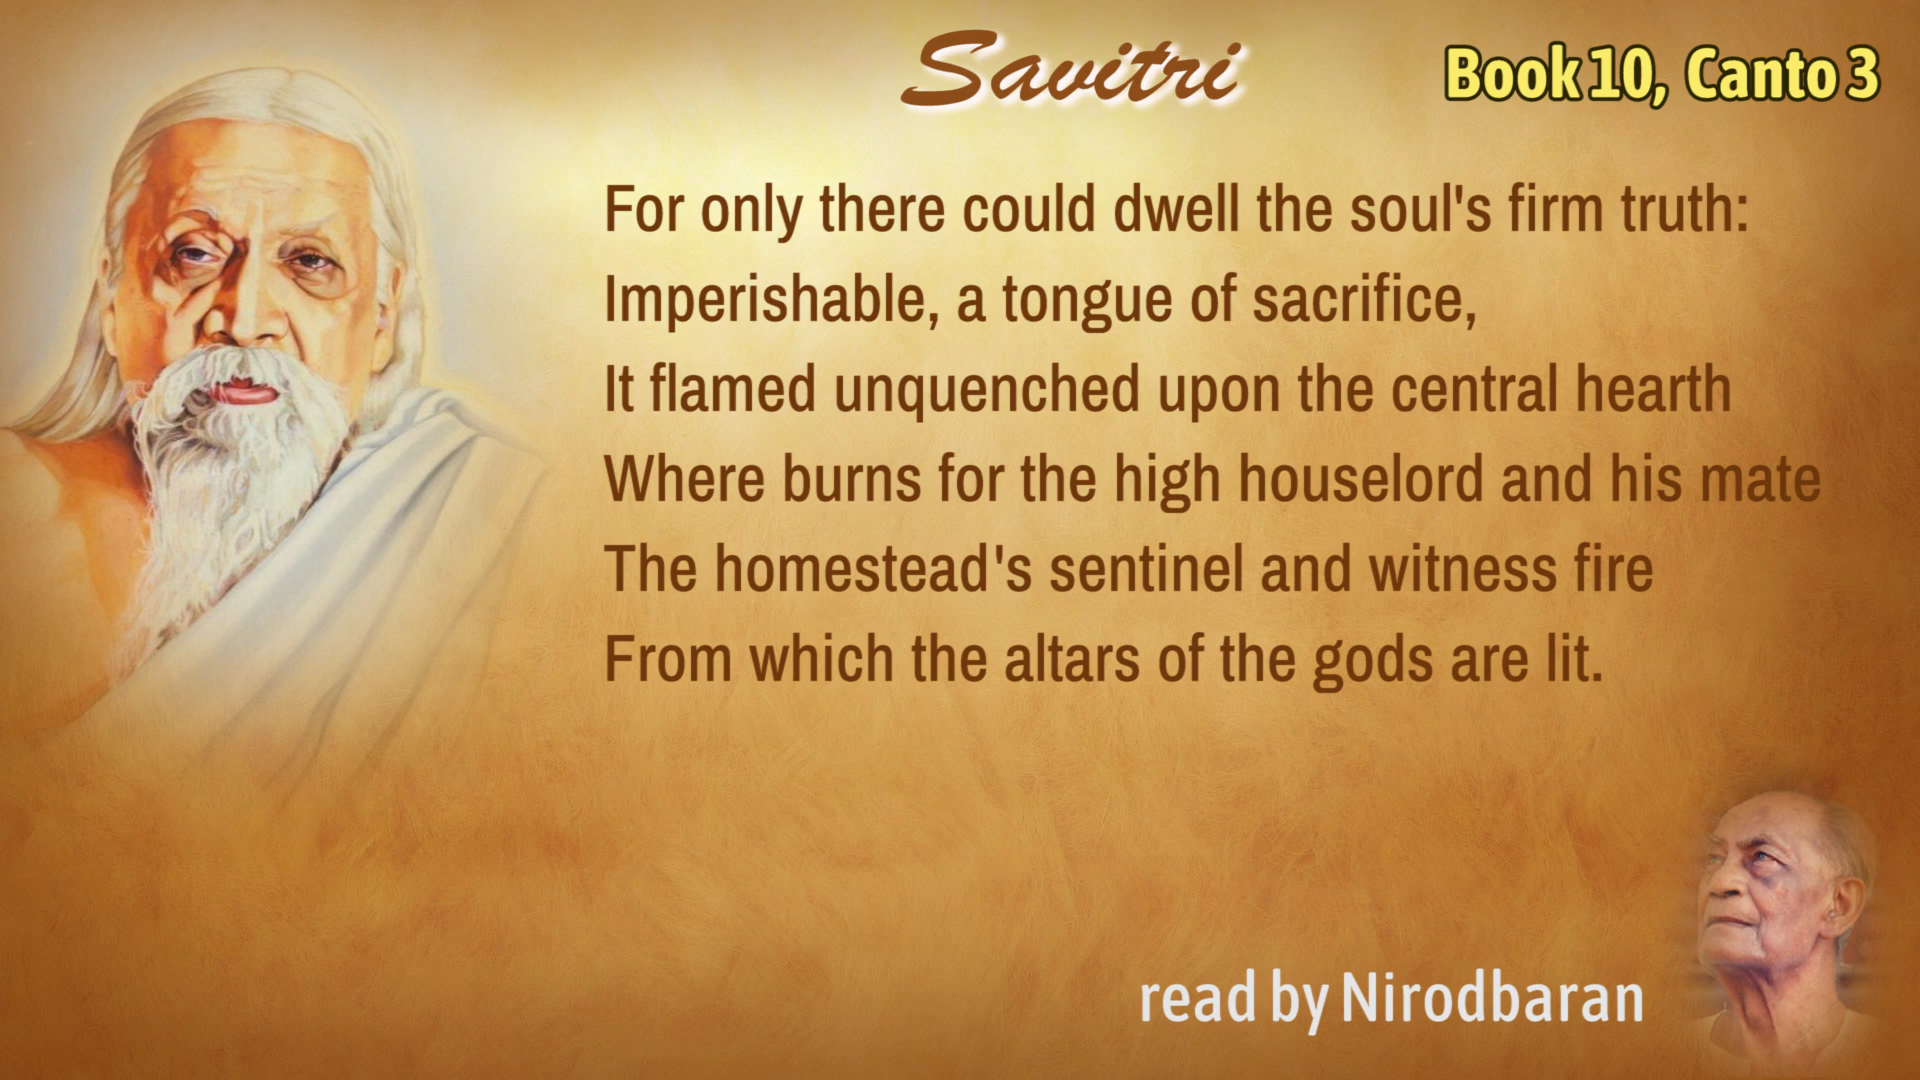 Savitri
Book 10, Canto 3
For only there could dwell the soul's firm truth:
Imperishable, a tongue of sacrifice,
It flamed unquenched upon the central hearth
Where burns for the high houselord and his mate
The homestead's sentinel and witness fire
From which the altars of the gods are lit.
read by Nirodbaran